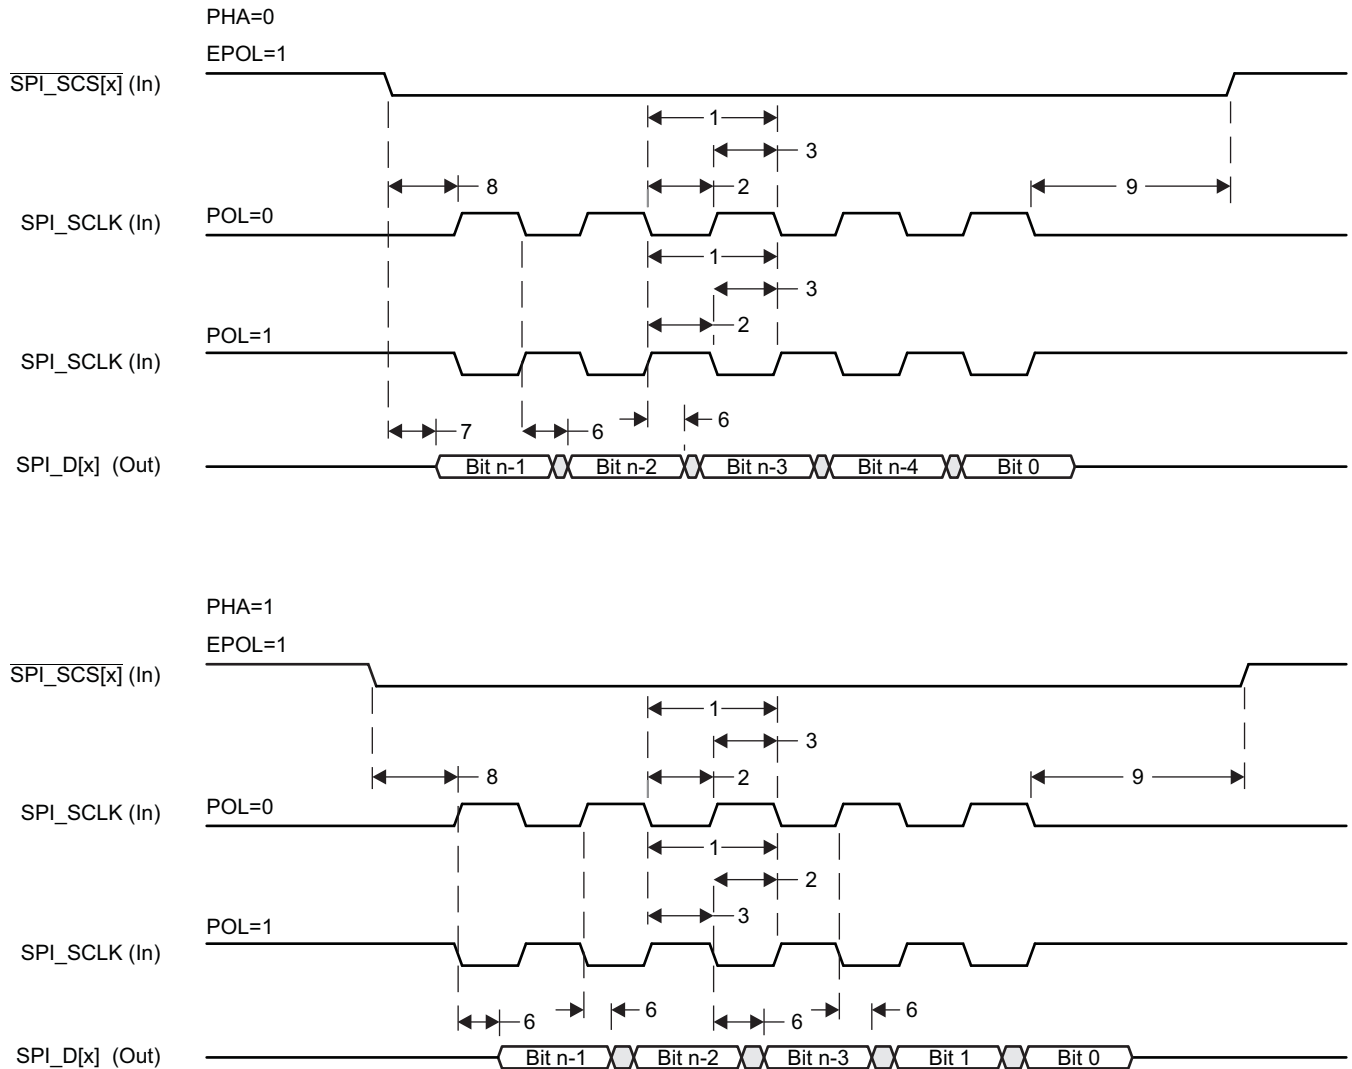 PHA=0
EPOL=1
SPI_SCS[x] (In)
1
3
8
2
9
POL=0
SPI_SCLK (In)
1
3
2
POL=1
SPI_SCLK (In)
7
6
6
SPI_D[x] (Out)
Bit n-1
Bit n-2
Bit n-3
Bit n-4
Bit 0
PHA=1
EPOL=1
SPI_SCS[x] (In)
1
3
8
2
9
POL=0
SPI_SCLK (In)
1
2
3
POL=1
SPI_SCLK (In)
6
6
6
6
SPI_D[x] (Out)
Bit n-1
Bit n-2
Bit n-3
Bit 1
Bit 0